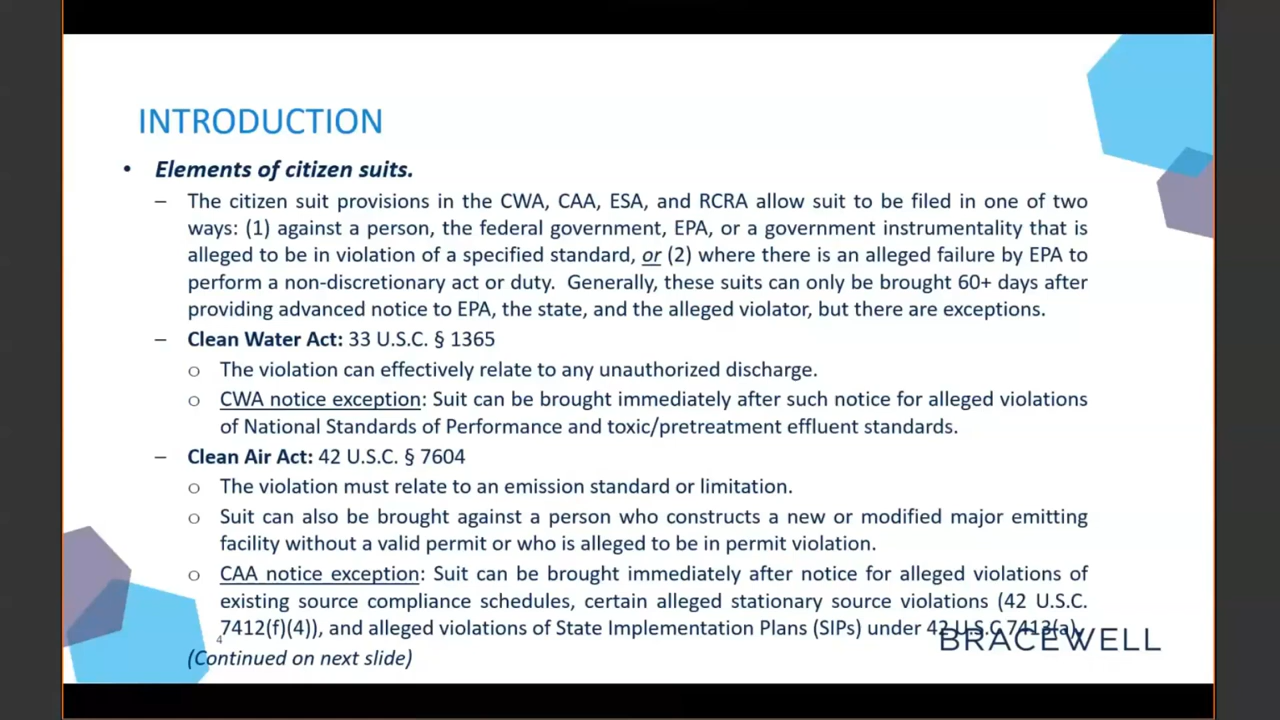 INTRODUCTION
• Elements of citizen suits.
– The citizen suit provisions in the CWA, CAA, ESA, and RCRA allow suit to be filed in one of two
ways: (1) against a person, the federal government, EPA, or a government instrumentality that is
alleged to be in violation of a specified standard, or (2) where there is an alleged failure by EPA to
perform a non-discretionary act or duty. Generally, these suits can only be brought 60+ days after
providing advanced notice to EPA, the state, and the alleged violator, but there are exceptions.
– Clean Water Act: 33 U.S.C. § 1365
o The violation can effectively relate to any unauthorized discharge.
o CWA notice exception: Suit can be brought immediately after such notice for alleged violations
of National Standards of Performance and toxic/pretreatment effluent standards.
– Clean Air Act: 42 U.S.C. § 7604
o The violation must relate to an emission standard or limitation.
o Suit can also be brought against a person who constructs a new or modified major emitting
facility without a valid permit or who is alleged to be in permit violation.
o CAA notice exception: Suit can be brought immediately after notice for alleged violations of
existing source compliance schedules, certain alleged stationary source violations (42 U.S.C.
7412(f)(4)), and alleged violations of State Implementation Plans (SIPs) under 42 U.S.C 7413(a).
4
BRACEWELL
(Continued on next slide)